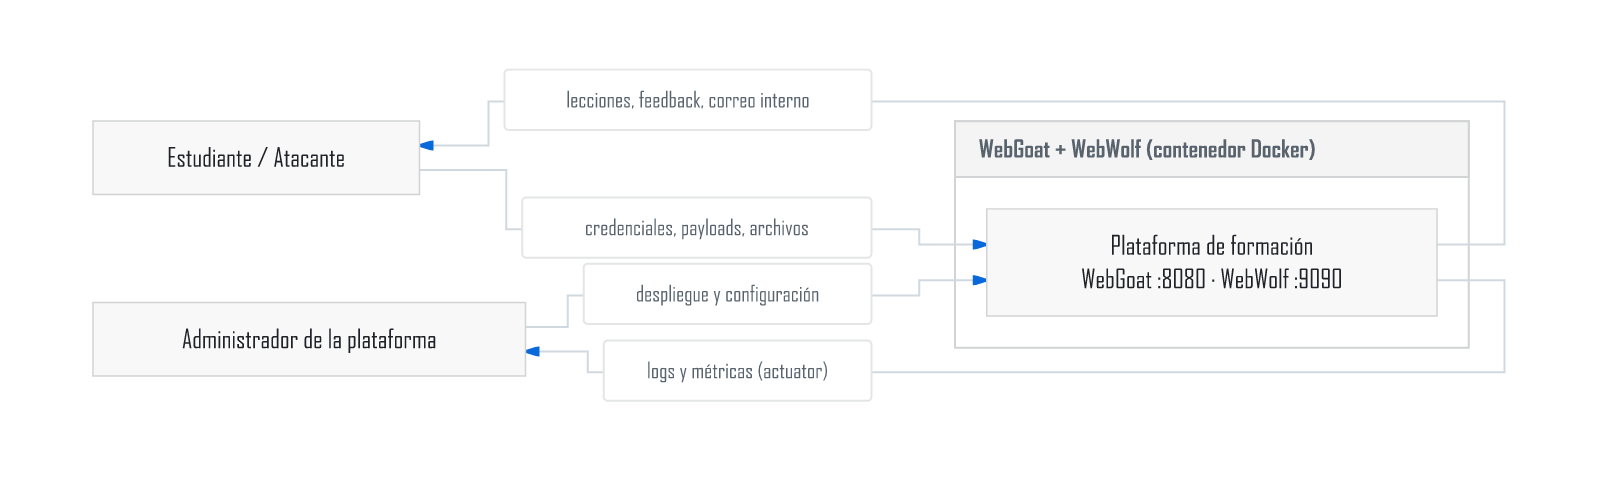 lecciones, feedback, correo interno
Estudiante / Atacante
WebGoat + WebWolf (contenedor Docker)
credenciales, payloads, archivos
Plataforma de formación
WebGoat :8080 · WebWolf :9090
despliegue y configuración
Administrador de la plataforma
logs y métricas (actuator)